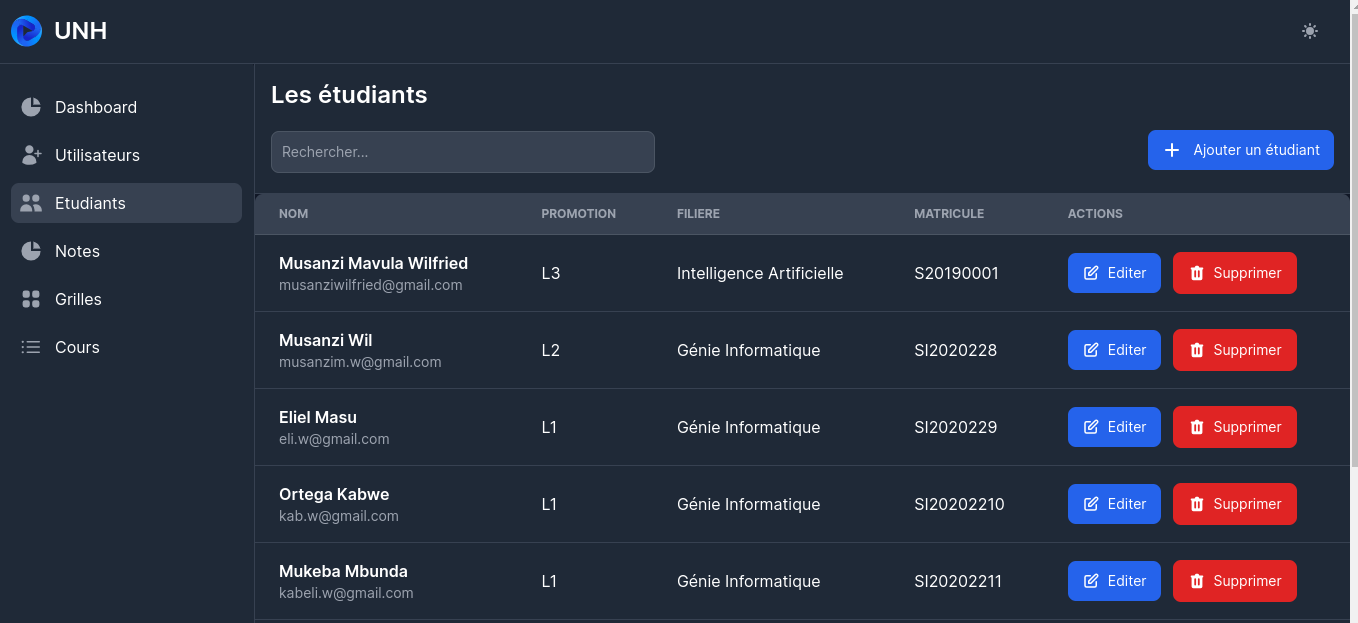 UNH
Dashboard
Utilisateurs
Etudiants
Notes
Grilles
Cours
Les étudiants
Rechercher...
Ajouter un étudiant
NOM PROMOTION FILIERE MATRICULE ACTIONS
Musanzi Mavula Wilfried
musanziwilfried@gmail.com
L3 Intelligence Artificielle S20190001 Editer Supprimer
Musanzi Wil
musanzim.w@gmail.com
L2 Génie Informatique SI2020228 Editer Supprimer
Eliel Masu
eli.w@gmail.com
L1 Génie Informatique SI2020229 Editer Supprimer
Ortega Kabwe
kab.w@gmail.com
L1 Génie Informatique SI20202210 Editer Supprimer
Mukeba Mbunda
kabeli.w@gmail.com
L1 Génie Informatique SI20202211 Editer Supprimer